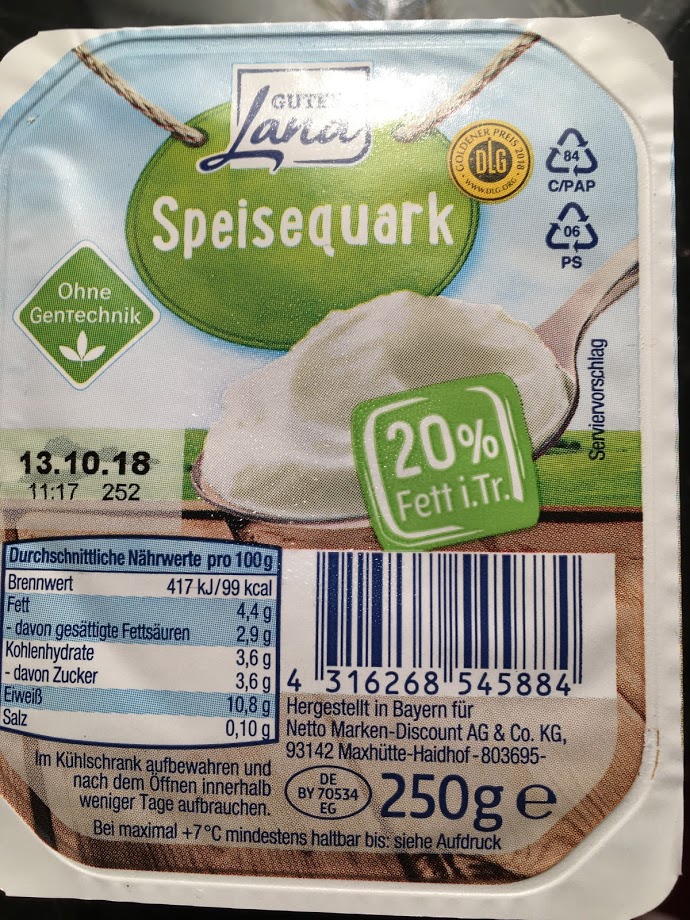 GUTES
Land
Speisequark
GOLDENER PREIS 2018
DLG
WWW.DLG.ORG
84
C/PAP
06
PS
Ohne
GenTechnik
Serviervorschlag
20%
Fett i.Tr.
13.10.18
11:17 252
Durchschnittliche Nährwerte pro 100g
Brennwert 417 kJ/99 kcal
Fett 4,4 g
- davon gesättigte Fettsäuren 2,9 g
Kohlenhydrate 3,6 g
- davon Zucker 3,6 g
Eiweiß 10,8 g
Salz 0,10 g
4 316268 545884
Hergestellt in Bayern für
Netto Marken-Discount AG & Co. KG,
93142 Maxhütte-Haidhof -803695-
Im Kühlschrank aufbewahren und
nach dem Öffnen innerhalb
weniger Tage aufbrauchen.
DE
BY 70534
EG
250g e
Bei maximal +7°C mindestens haltbar bis: siehe Aufdruck